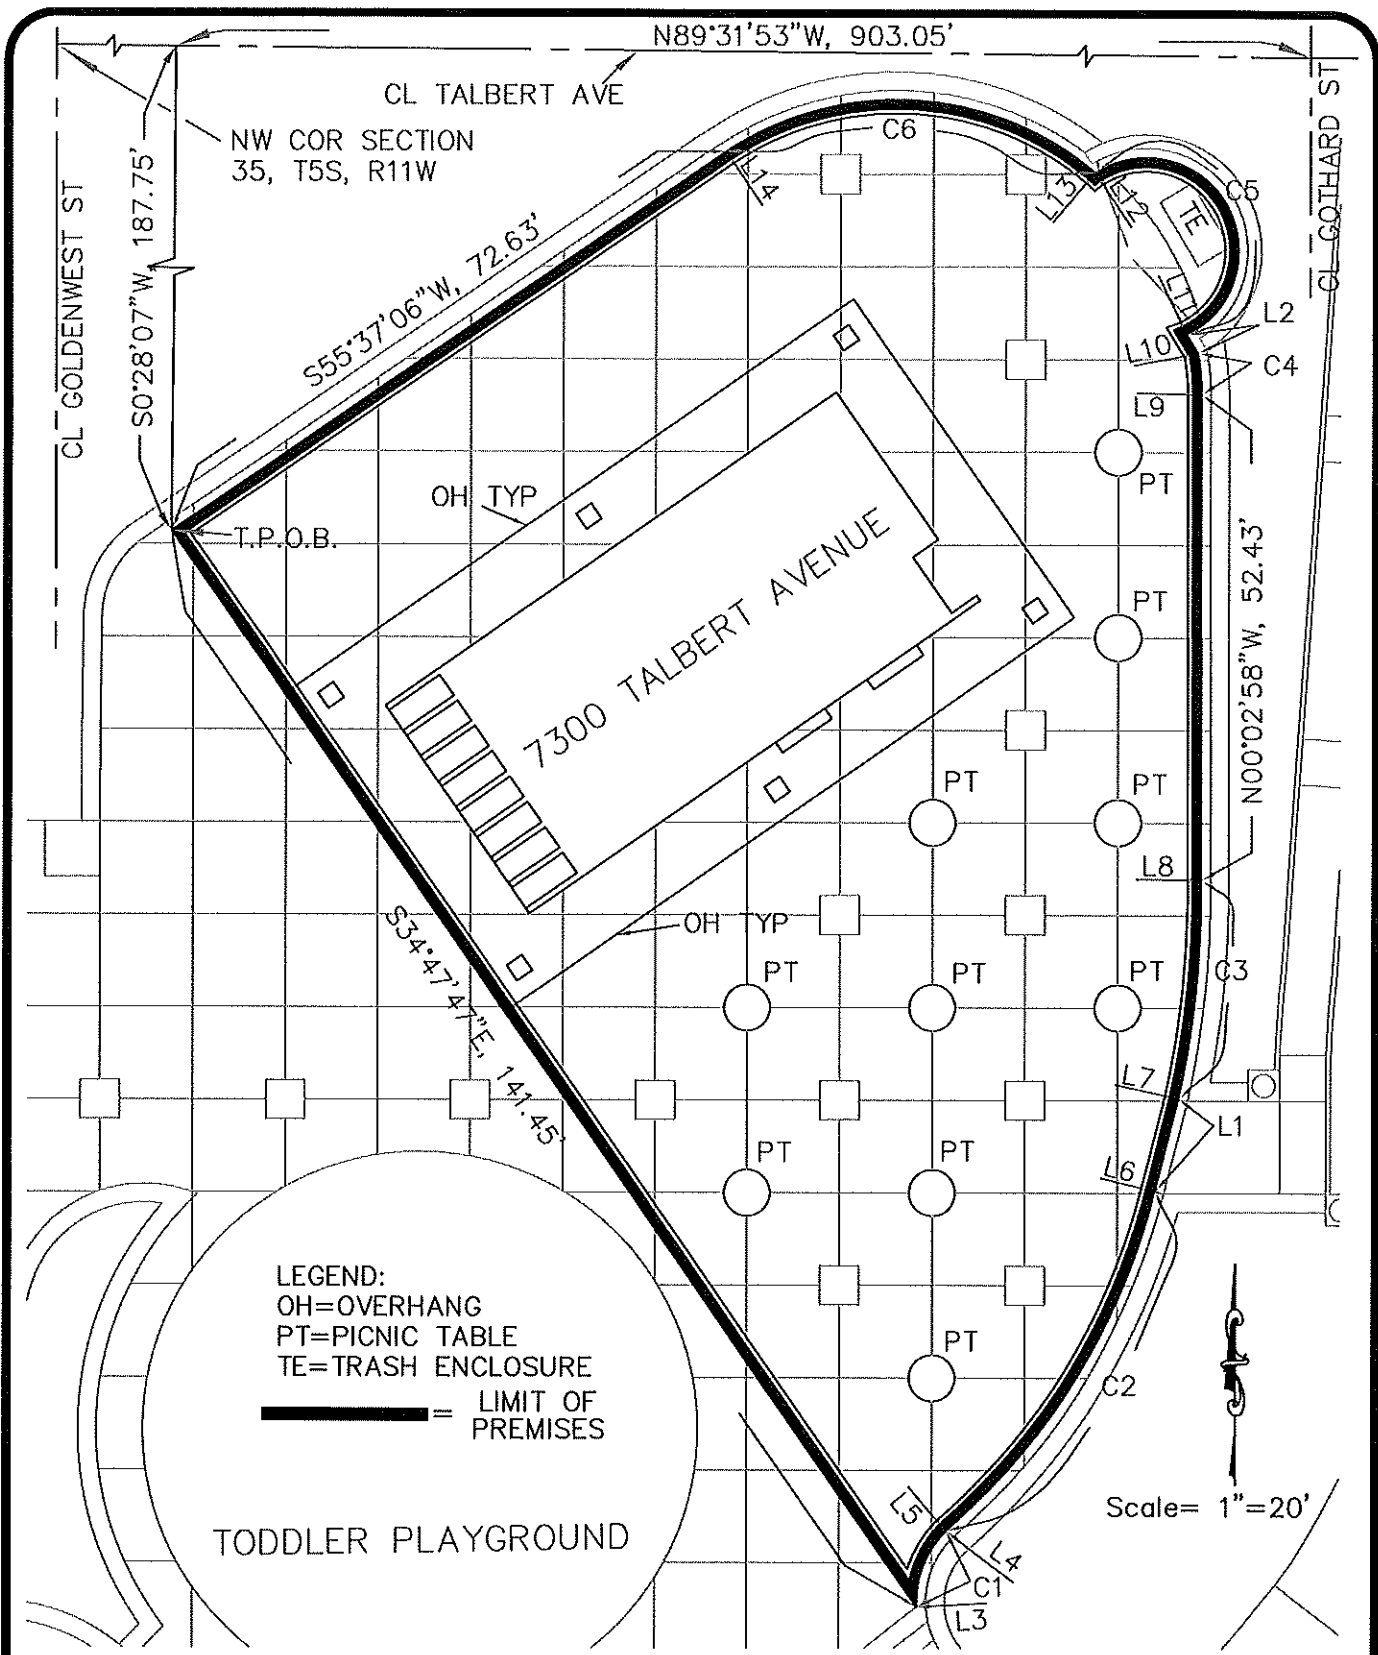 N89°31'53"W, 903.05'
CL TALBERT AVE
NW COR SECTION
35, T5S, R11W
CL GOLDENWEST ST
S0°28'07"W, 187.75'
S55°37'06"W, 72.63'
CL GOTHARD ST
C6
L14
L13
L12
C5
TE
L11
L2
L10
C4
L9
PT
OH TYP
T.P.O.B.
7300 TALBERT AVENUE
N00°02'58"W, 52.43'
PT
PT
PT
L8
OH TYP
S34°47'47"E, 141.45'
PT
PT
PT
C3
L7
L1
L6
PT
PT
LEGEND:
OH=OVERHANG
PT=PICNIC TABLE
TE=TRASH ENCLOSURE
= LIMIT OF
PREMISES
PT
C2
L5
Scale= 1"=20'
TODDLER PLAYGROUND
L4
C1
L3